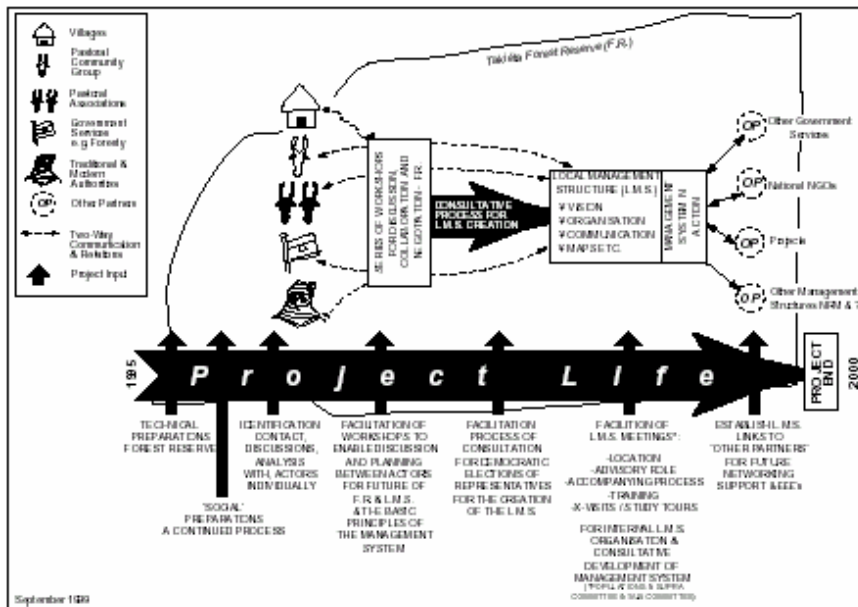 Villages
Pastoral
Community
Group
Pastoral
Associations
Government
Services
e.g Forestry
Traditional &
Modern
Authorities
OP Other Partners
Two-Way
Communication
& Relations
Project Input
Takiéta Forest Reserve (F.R.)
SERIES OF WORKSHOPS
FOR DISCUSSION,
COLLABORATION AND
NEGOTIATION - F.R.
CONSULTATIVE
PROCESS FOR
L.M.S. CREATION
LOCAL MANAGEMENT
STRUCTURE (L.M.S.)
¥ VISION
¥ ORGANISATION
¥ COMMUNICATION
¥ MAPS ETC.
MANAGEMENT
SYSTEM IN
ACTION
OP Other Government
Services
OP National NGOs
OP Projects
OP Other Management
Structures NRM &
1995
Project Life
PROJECT
END
2000
TECHNICAL
PREPARATIONS
FOREST RESERVE
'SOCIAL'
PREPARATIONS
A CONTINUED PROCESS
IDENTIFICATION
CONTACT,
DISCUSSIONS,
ANALYSIS
WITH, ACTORS
INDIVIDUALLY
FACILITATION OF
WORKSHOPS TO
ENABLE DISCUSSION
AND PLANNING
BETWEEN ACTORS
FOR FUTURE OF
F.R. & L.M.S.
& THE BASIC
PRINCIPLES OF
THE MANAGEMENT
SYSTEM
FACILITATION
PROCESS OF
CONSULTATION
FOR DEMOCRATIC
ELECTIONS OF
REPRESENTATIVES
FOR THE CREATION
OF THE L.M.S.
FACILITION OF
L.M.S. MEETINGS*:
-LOCATION
-ADVISORY ROLE
-ACCOMPANYING PROCESS
-TRAINING
-X-VISITS / STUDY TOURS
FOR INTERNAL L.M.S.
ORGANISATION &
CONSULTATIVE
DEVELOPMENT OF
MANAGEMENT SYSTEM
ESTABLISH L.M.S.
LINKS TO
"OTHER PARTNERS"
FOR FUTURE
NETWORKING
SUPPORT
September 1999